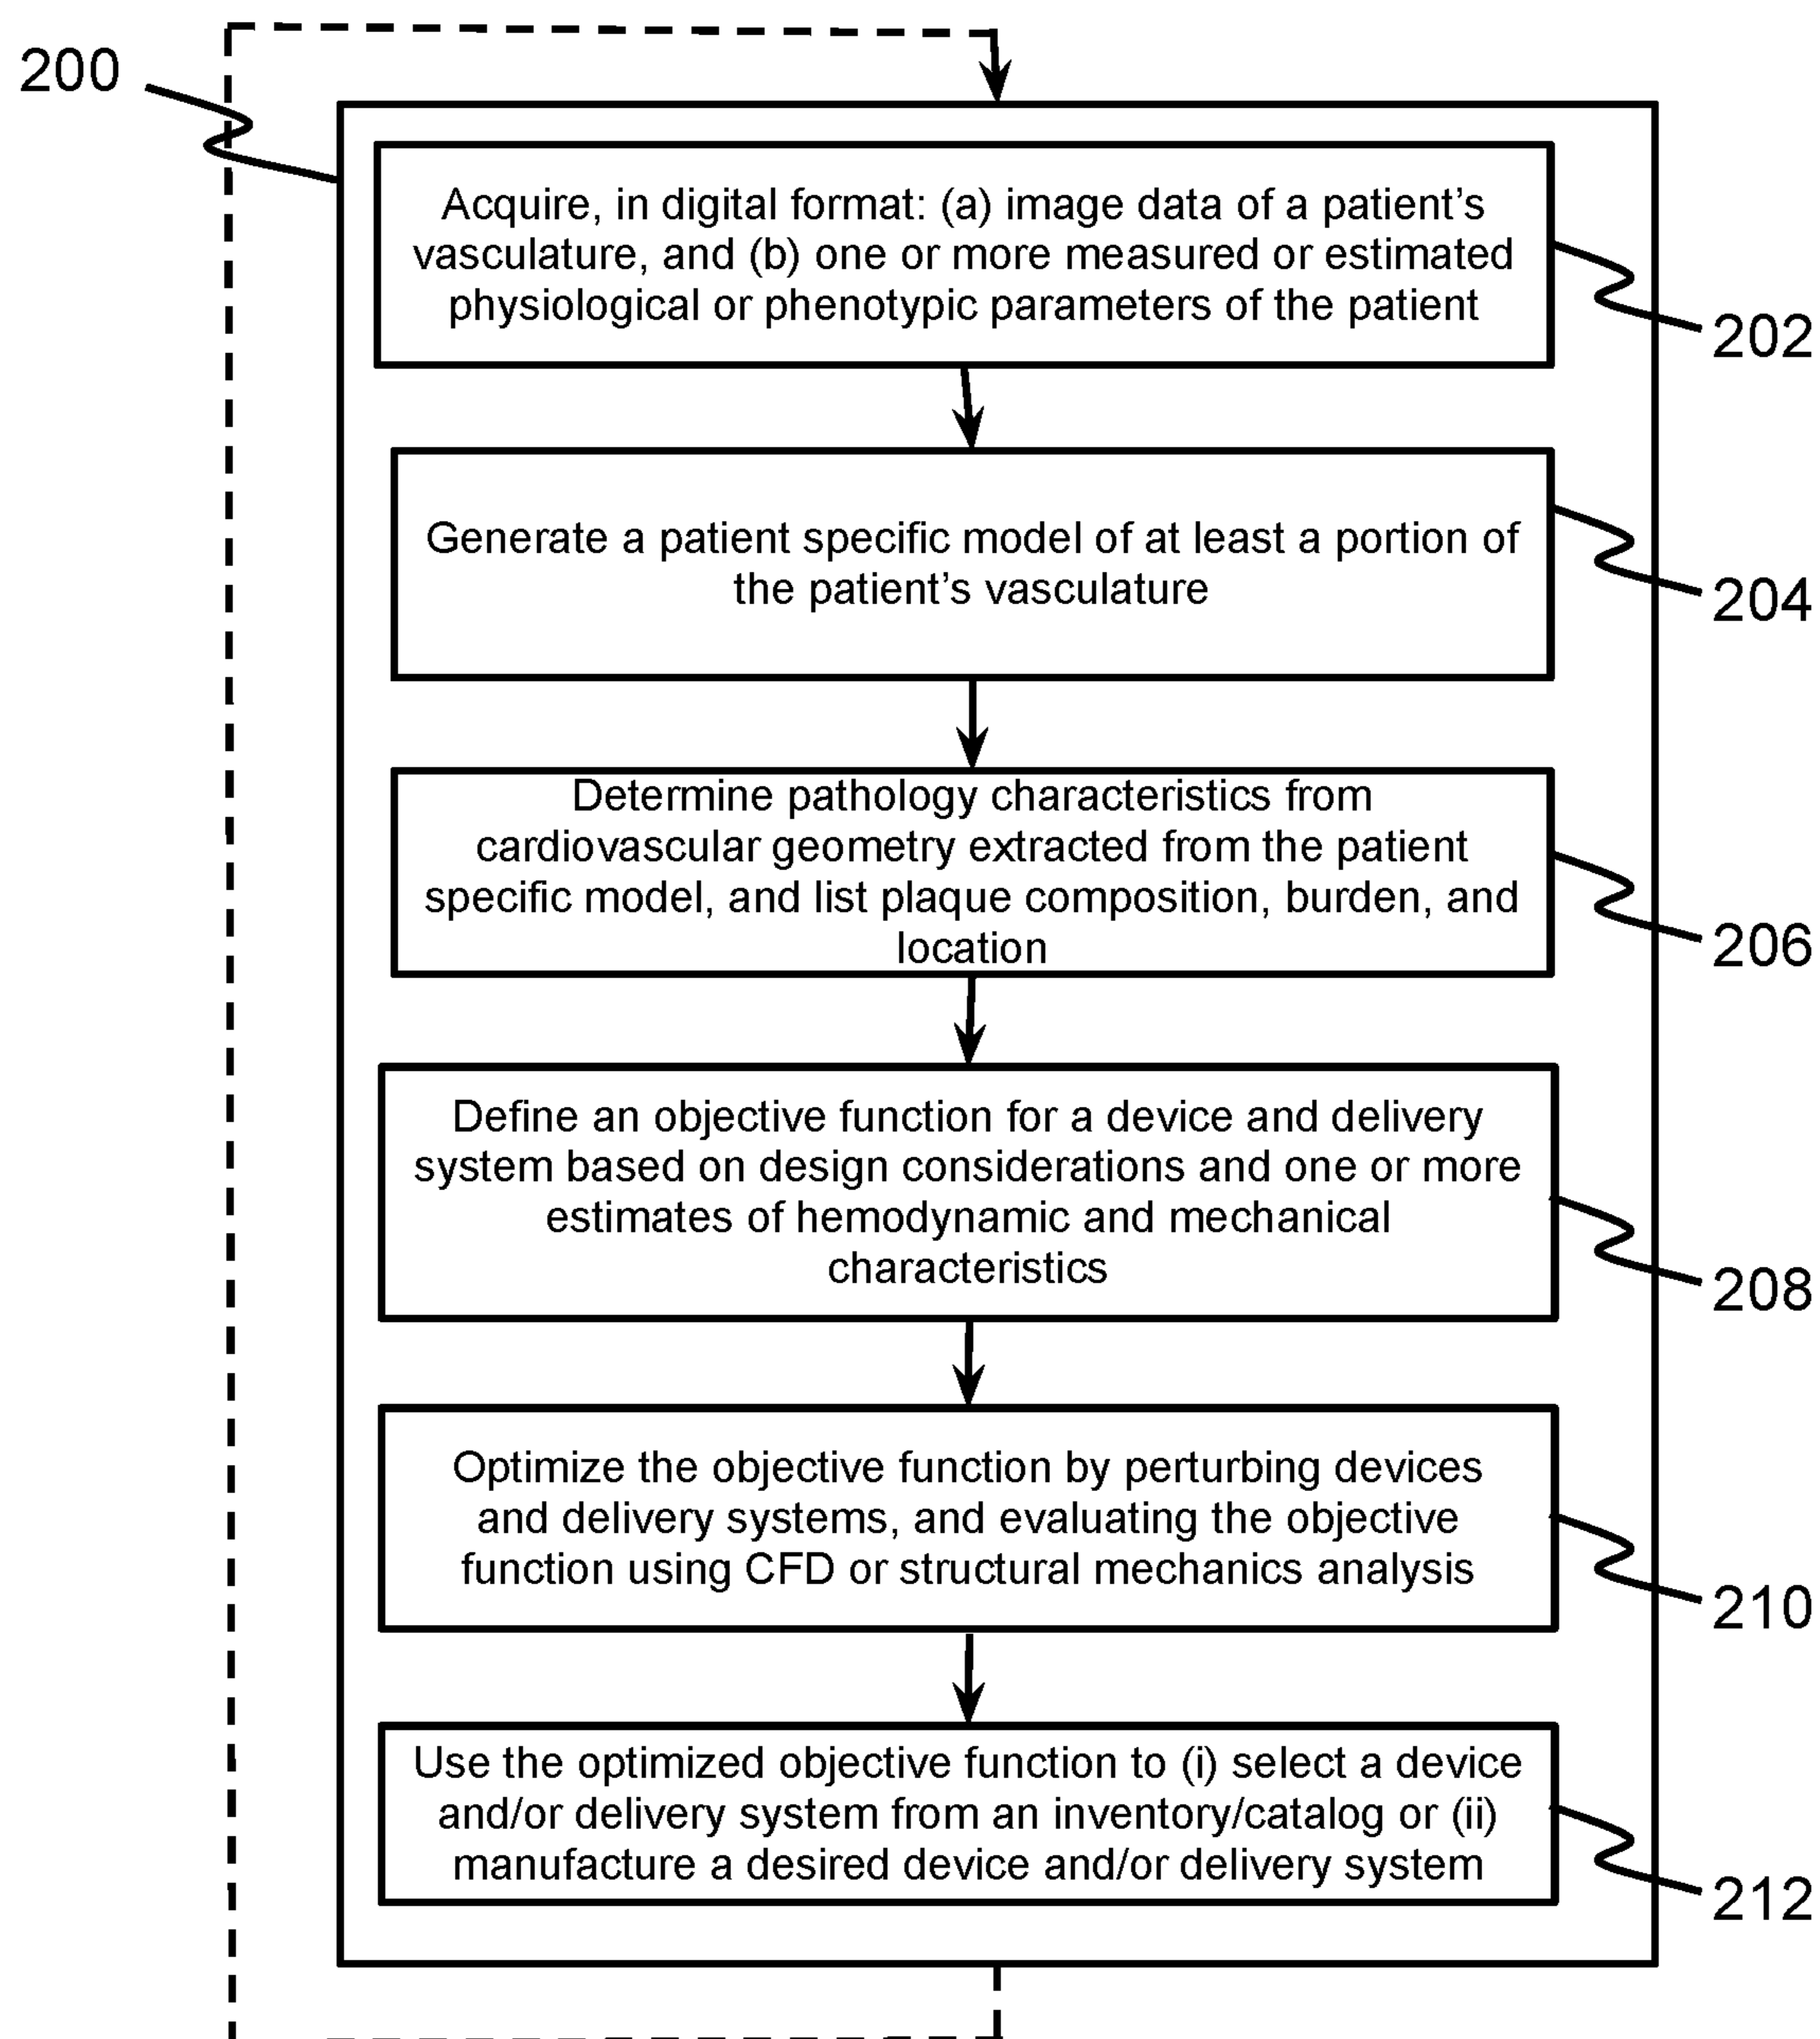 200
Acquire, in digital format: (a) image data of a patient’s
vasculature, and (b) one or more measured or estimated
physiological or phenotypic parameters of the patient
202
Generate a patient specific model of at least a portion of
the patient’s vasculature
204
Determine pathology characteristics from
cardiovascular geometry extracted from the patient
specific model, and list plaque composition, burden, and
location
206
Define an objective function for a device and delivery
system based on design considerations and one or more
estimates of hemodynamic and mechanical
characteristics
208
Optimize the objective function by perturbing devices
and delivery systems, and evaluating the objective
function using CFD or structural mechanics analysis
210
Use the optimized objective function to (i) select a device
and/or delivery system from an inventory/catalog or (ii)
manufacture a desired device and/or delivery system
212